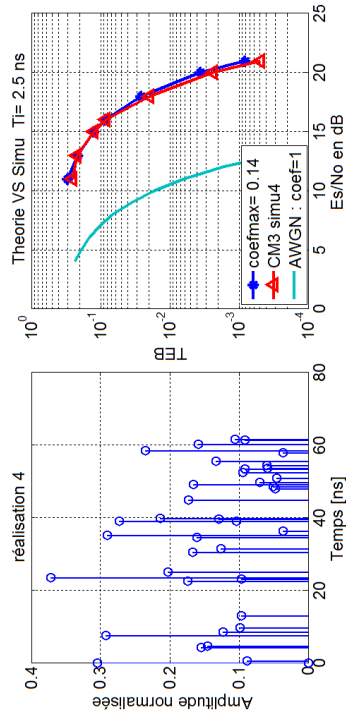 réalisation 4
Amplitude normalisée
0.4
0.3
0.2
0.1
0.0
0 20 40 60 80
Temps [ns]
Theorie VS Simu Ti= 2.5 ns
TEB
10 0
10 -1
10 -2
10 -3
10 -4
0 5 10 15 20 25
Es/No en dB
coefmax= 0.14
CM3 simu4
AWGN : coef=1